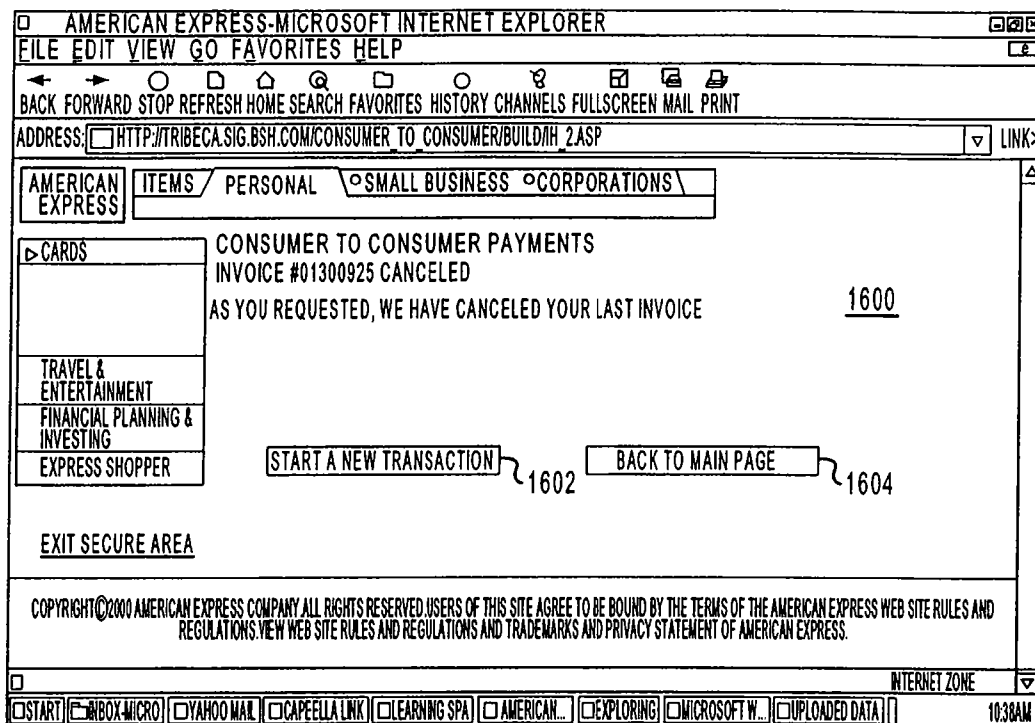 AMERICAN EXPRESS-MICROSOFT INTERNET EXPLORER
FILE EDIT VIEW GO FAVORITES HELP
BACK FORWARD STOP REFRESH HOME SEARCH FAVORITES HISTORY CHANNELS FULLSCREEN MAIL PRINT
ADDRESS: HTTP://TRIBECA.SIG.BSH.COM/CONSUMER_TO_CONSUMER/BUILD/IH_2.ASP LINK>
AMERICAN EXPRESS
ITEMS PERSONAL SMALL BUSINESS CORPORATIONS
CARDS
TRAVEL &
ENTERTAINMENT
FINANCIAL PLANNING &
INVESTING
EXPRESS SHOPPER
EXIT SECURE AREA
CONSUMER TO CONSUMER PAYMENTS
INVOICE #01300925 CANCELED
AS YOU REQUESTED, WE HAVE CANCELED YOUR LAST INVOICE
1600
START A NEW TRANSACTION 1602
BACK TO MAIN PAGE 1604
COPYRIGHT©2000 AMERICAN EXPRESS COMPANY.ALL RIGHTS RESERVED.USERS OF THIS SITE AGREE TO BE BOUND BY THE TERMS OF THE AMERICAN EXPRESS WEB SITE RULES AND
REGULATIONS.VIEW WEB SITE RULES AND REGULATIONS AND TRADEMARKS AND PRIVACY STATEMENT OF AMERICAN EXPRESS.
INTERNET ZONE
START INBOX-MICRO YAHOO MAIL CAPEELLA LINK LEARNING SPA AMERICAN... EXPLORING MICROSOFT W... UPLOADED DATA 10:38AM